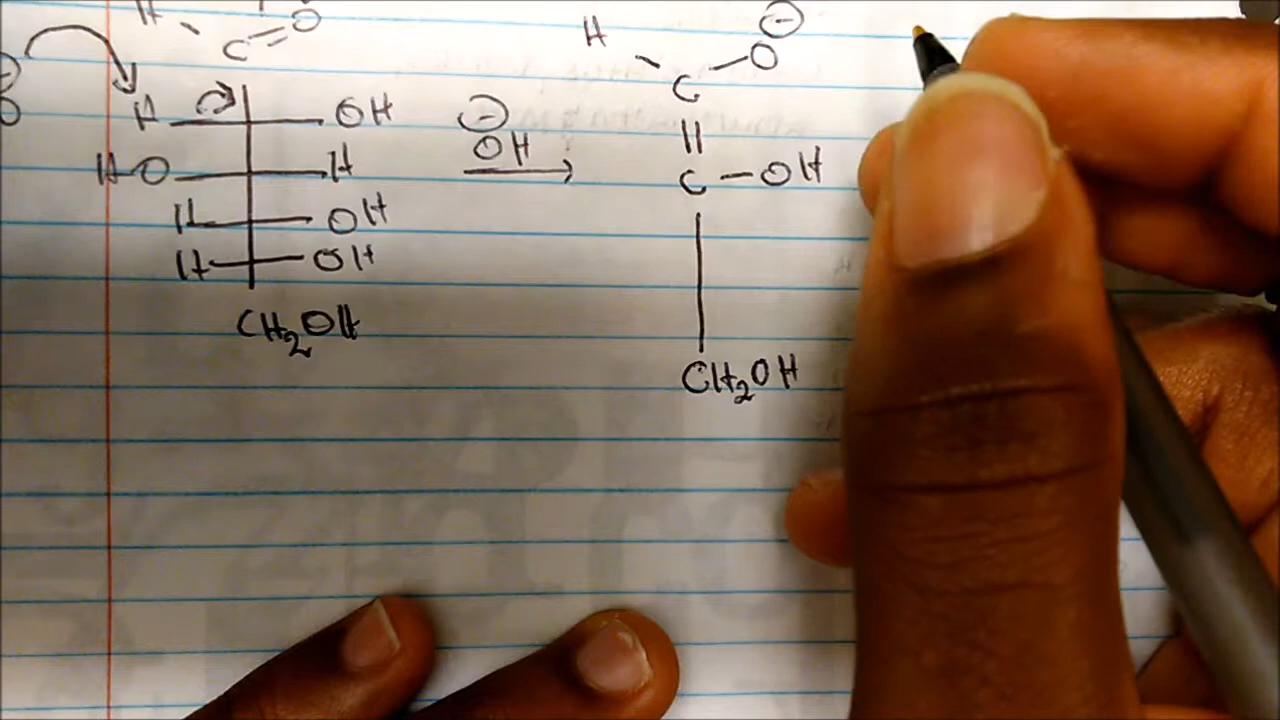 H C=O H C-O ⊖
H OH ⊖ ||
HO H OH → C-OH
H OH
H OH
CH2OH CH2OH